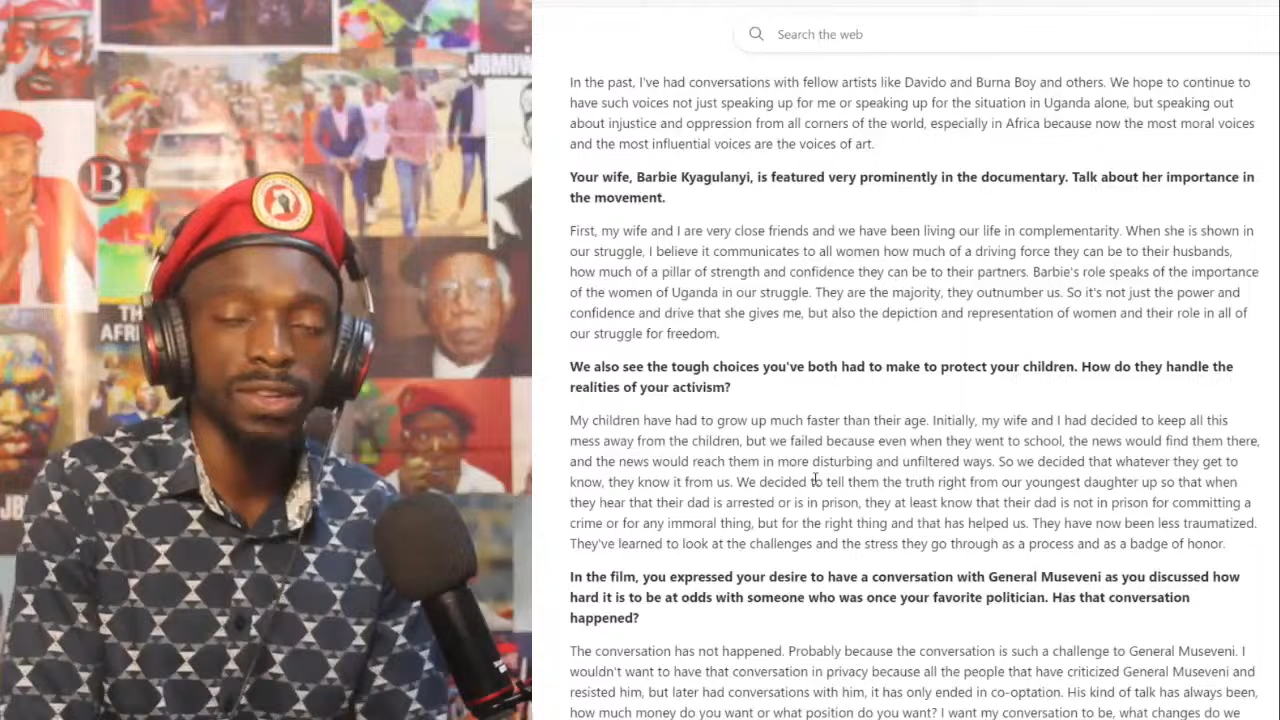 JBMUW
B
TH
AFRI
JB
Search the web
In the past, I've had conversations with fellow artists like Davido and Burna Boy and others. We hope to continue to
have such voices not just speaking up for me or speaking up for the situation in Uganda alone, but speaking out
about injustice and oppression from all corners of the world, especially in Africa because now the most moral voices
and the most influential voices are the voices of art.
Your wife, Barbie Kyagulanyi, is featured very prominently in the documentary. Talk about her importance in
the movement.
First, my wife and I are very close friends and we have been living our life in complementarity. When she is shown in
our struggle, I believe it communicates to all women how much of a driving force they can be to their husbands,
how much of a pillar of strength and confidence they can be to their partners. Barbie's role speaks of the importance
of the women of Uganda in our struggle. They are the majority, they outnumber us. So it's not just the power and
confidence and drive that she gives me, but also the depiction and representation of women and their role in all of
our struggle for freedom.
We also see the tough choices you've both had to make to protect your children. How do they handle the
realities of your activism?
My children have had to grow up much faster than their age. Initially, my wife and I had decided to keep all this
mess away from the children, but we failed because even when they went to school, the news would find them there,
and the news would reach them in more disturbing and unfiltered ways. So we decided that whatever they get to
know, they know it from us. We decided to tell them the truth right from our youngest daughter up so that when
they hear that their dad is arrested or is in prison, they at least know that their dad is not in prison for committing a
crime or for any immoral thing, but for the right thing and that has helped us. They have now been less traumatized.
They've learned to look at the challenges and the stress they go through as a process and as a badge of honor.
In the film, you expressed your desire to have a conversation with General Museveni as you discussed how
hard it is to be at odds with someone who was once your favorite politician. Has that conversation
happened?
The conversation has not happened. Probably because the conversation is such a challenge to General Museveni. I
wouldn't want to have that conversation in privacy because all the people that have criticized General Museveni and
resisted him, but later had conversations with him, it has only ended in co-optation. His kind of talk has always been,
how much money do you want or what position do you want? I want my conversation to be, what changes do we